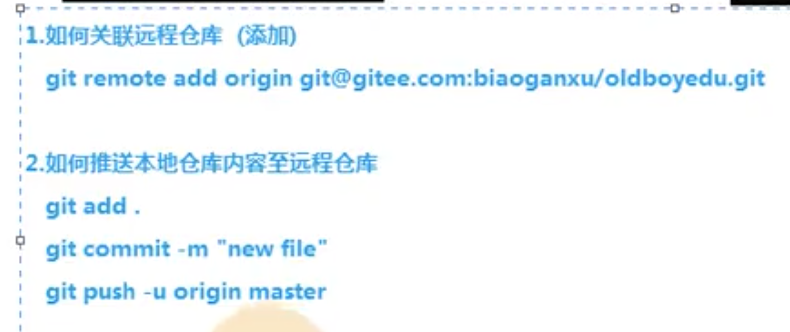 1.如何关联远程仓库 (添加)
git remote add origin git@gitee.com:biaoganxu/oldboyedu.git
2.如何推送本地仓库内容至远程仓库
git add .
git commit -m "new file"
git push -u origin master